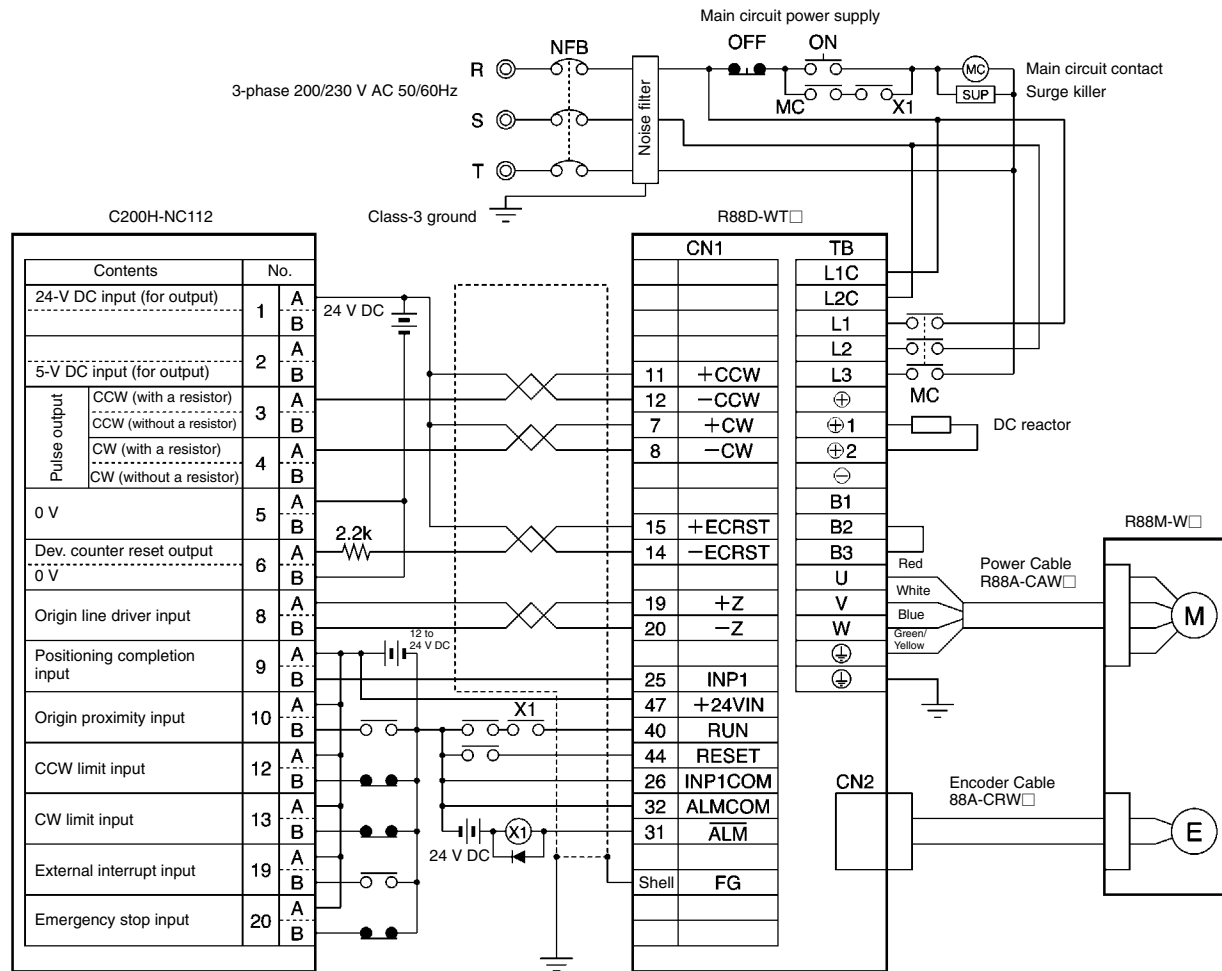 Main circuit power supply
OFF ON
NFB
R
MC
Main circuit contact
3-phase 200/230 V AC 50/60Hz
MC X1
SUP
Surge killer
S
Noise filter
T
Class-3 ground
C200H-NC112
Contents No.
24-V DC input (for output) 1 A
B
2 A
5-V DC input (for output) B
Pulse output
CCW (with a resistor) 3 A
CCW (without a resistor) B
CW (with a resistor) 4 A
CW (without a resistor) B
0 V 5 A
B
Dev. counter reset output 6 A
0 V B
Origin line driver input 8 A
B
Positioning completion input 9 A
B
Origin proximity input 10 A
B
CCW limit input 12 A
B
CW limit input 13 A
B
External interrupt input 19 A
B
Emergency stop input 20 A
B
24 V DC
2.2k
12 to
24 V DC
X1
X1
24 V DC
R88D-WT□
CN1
11 +CCW
12 −CCW
7 +CW
8 −CW
15 +ECRST
14 −ECRST
19 +Z
20 −Z
25 INP1
47 +24VIN
40 RUN
44 RESET
26 INP1COM
32 ALMCOM
31 ALM
Shell FG
TB
L1C
L2C
L1
L2
L3
⊕
⊕1
⊕2
⊖
B1
B2
B3
U
V
W
MC
DC reactor
Red
White
Blue
Green/
Yellow
Power Cable
R88A-CAW□
R88M-W□
M
CN2
Encoder Cable
88A-CRW□
E